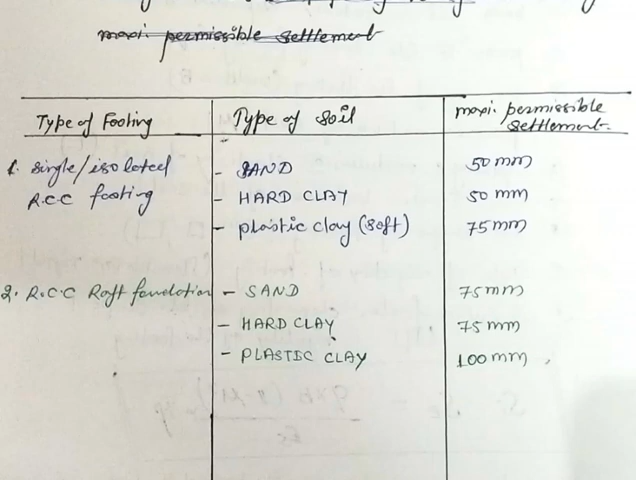 maxi. permissible settlement
Type of Footing Type of Soil maxi. permissible
settlement.
1. Single/isolated - SAND 50 mm
R.C.C footing - HARD CLAY 50 mm
- plastic clay (soft) 75 mm
2. R.C.C Raft foundation - SAND 75 mm
- HARD CLAY 75 mm
- PLASTIC CLAY 100 mm